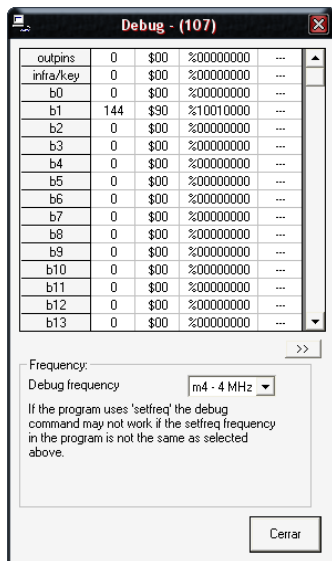 Debug - (107)
outpins 0 $00 %00000000 ---
infra/key 0 $00 %00000000 ---
b0 0 $00 %00000000 ---
b1 144 $90 %10010000 ---
b2 0 $00 %00000000 ---
b3 0 $00 %00000000 ---
b4 0 $00 %00000000 ---
b5 0 $00 %00000000 ---
b6 0 $00 %00000000 ---
b7 0 $00 %00000000 ---
b8 0 $00 %00000000 ---
b9 0 $00 %00000000 ---
b10 0 $00 %00000000 ---
b11 0 $00 %00000000 ---
b12 0 $00 %00000000 ---
b13 0 $00 %00000000 ---
>>
Frequency:
Debug frequency m4 - 4 MHz
If the program uses 'setfreq' the debug
command may not work if the setfreq frequency
in the program is not the same as selected
above.
Cerrar